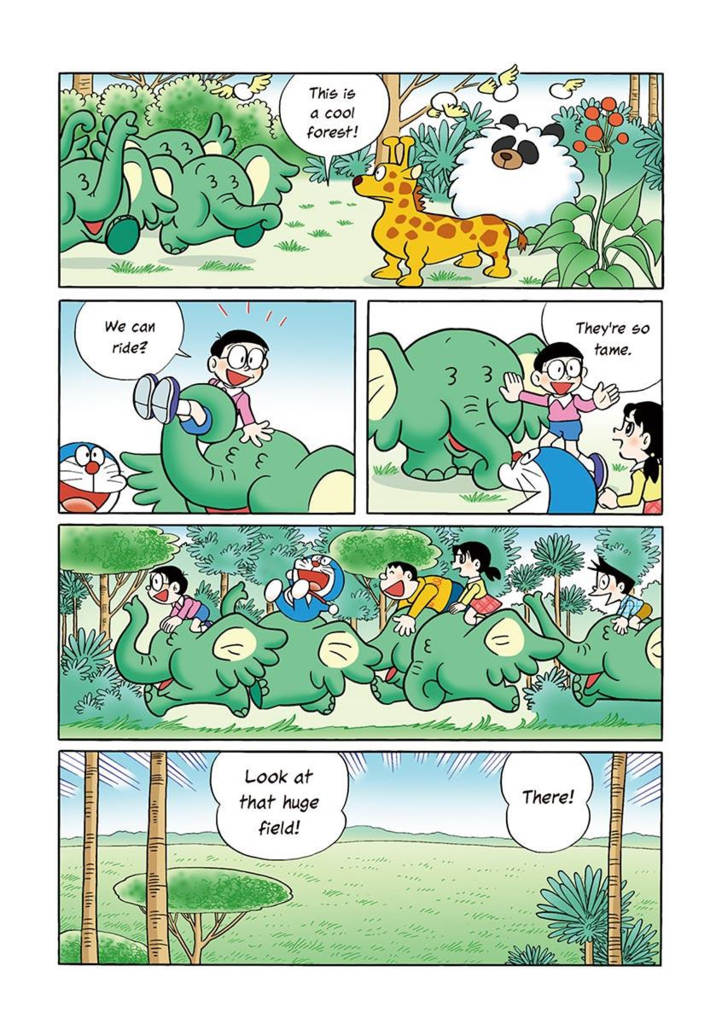 This is
a cool
forest!
We can
ride?
They're so
tame.
Look at
that huge
field!
There!